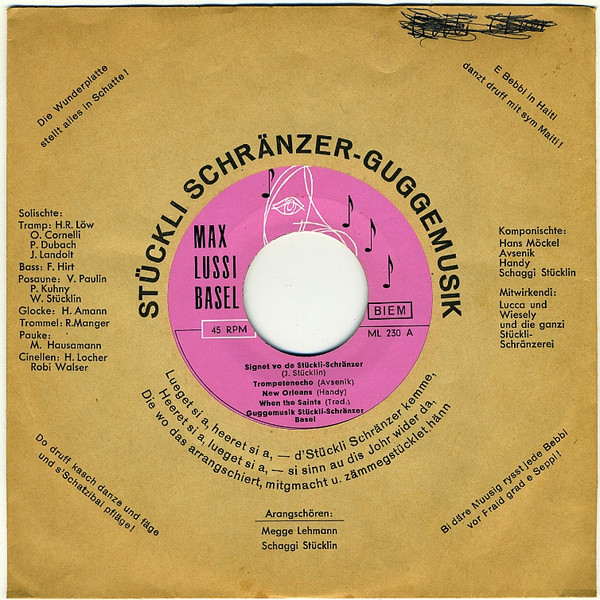 Die Wunderplatte
stellt alles in Schatte!
E Bebbi in Haiti
danzt druff mit sym Maiti!
STÜCKLI SCHRÄNZER-GUGGEMUSIK
Solischte:
Tramp: H.R. Löw
O. Cornelli
P. Dubach
J. Landolt
Bass: F. Hirt
Posaune: V. Paulin
P. Kuhny
W. Stücklin
Glocke: H. Amann
Trommel: R.Manger
Pauke:
M. Hausamann
Cinellen: H. Locher
Robi Walser
MAX
LUSSI
BASEL
45 RPM
BIEM
ML 230 A
Signet vo de Stückli-Schränzer
(J. Stücklin)
Trompetenecho (Avsenik)
New Orleans (Handy)
When the Saints (Trad.)
Guggemusik Stückli-Schränzer
Basel
Komponischte:
Hans Möckel
Avsenik
Handy
Schaggi Stücklin
Mitwirkendi:
Lucca und
Wiesely
und die ganzi
Stückli-
Schränzerei
Lueget si a, heeret si a, — d'Stückli Schränzer kemme,
Heeret si a, lueget si a, — si sinn au dis Johr wider da,
Die wo das arrangschiert, mitgmacht u. zämmegstücklet hänn
Do druff kasch danze und fäge
und s'Schatzibai pfläge!
Arangschören:
Megge Lehmann
Schaggi Stücklin
Bi däre Muusig rysst jede Bebbi
vor Fraid grad e Seppi!